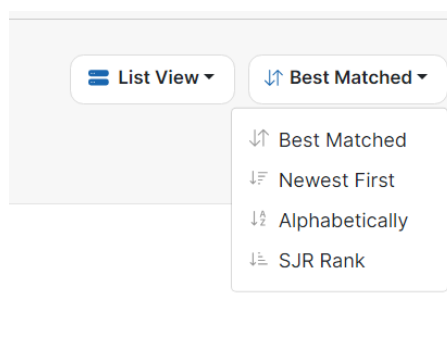 List View
Best Matched
Best Matched
Newest First
Alphabetically
SJR Rank